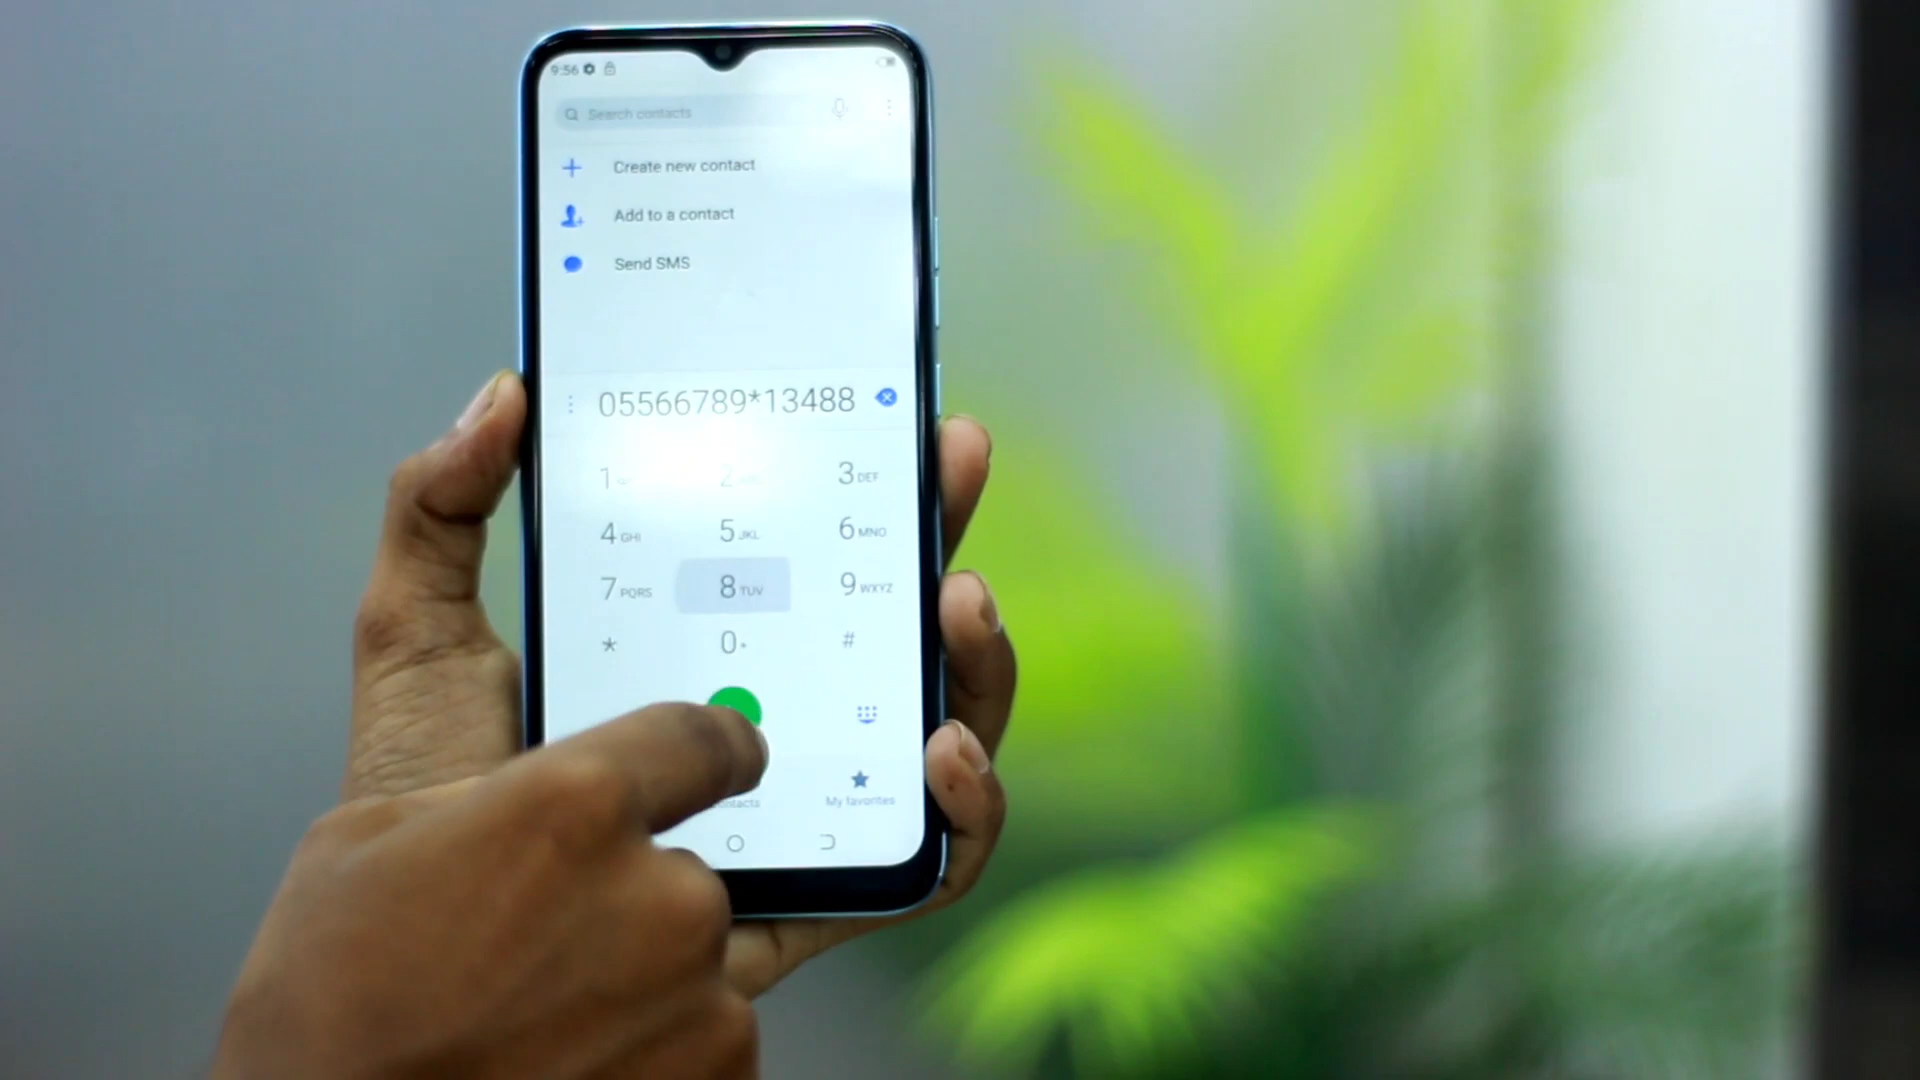 9:56
Search contacts
Create new contact
Add to a contact
Send SMS
05566789*13488
1 2 3 DEF
4 GHI 5 JKL 6 MNO
7 PQRS 8 TUV 9 WXYZ
* 0 + #
My favorites